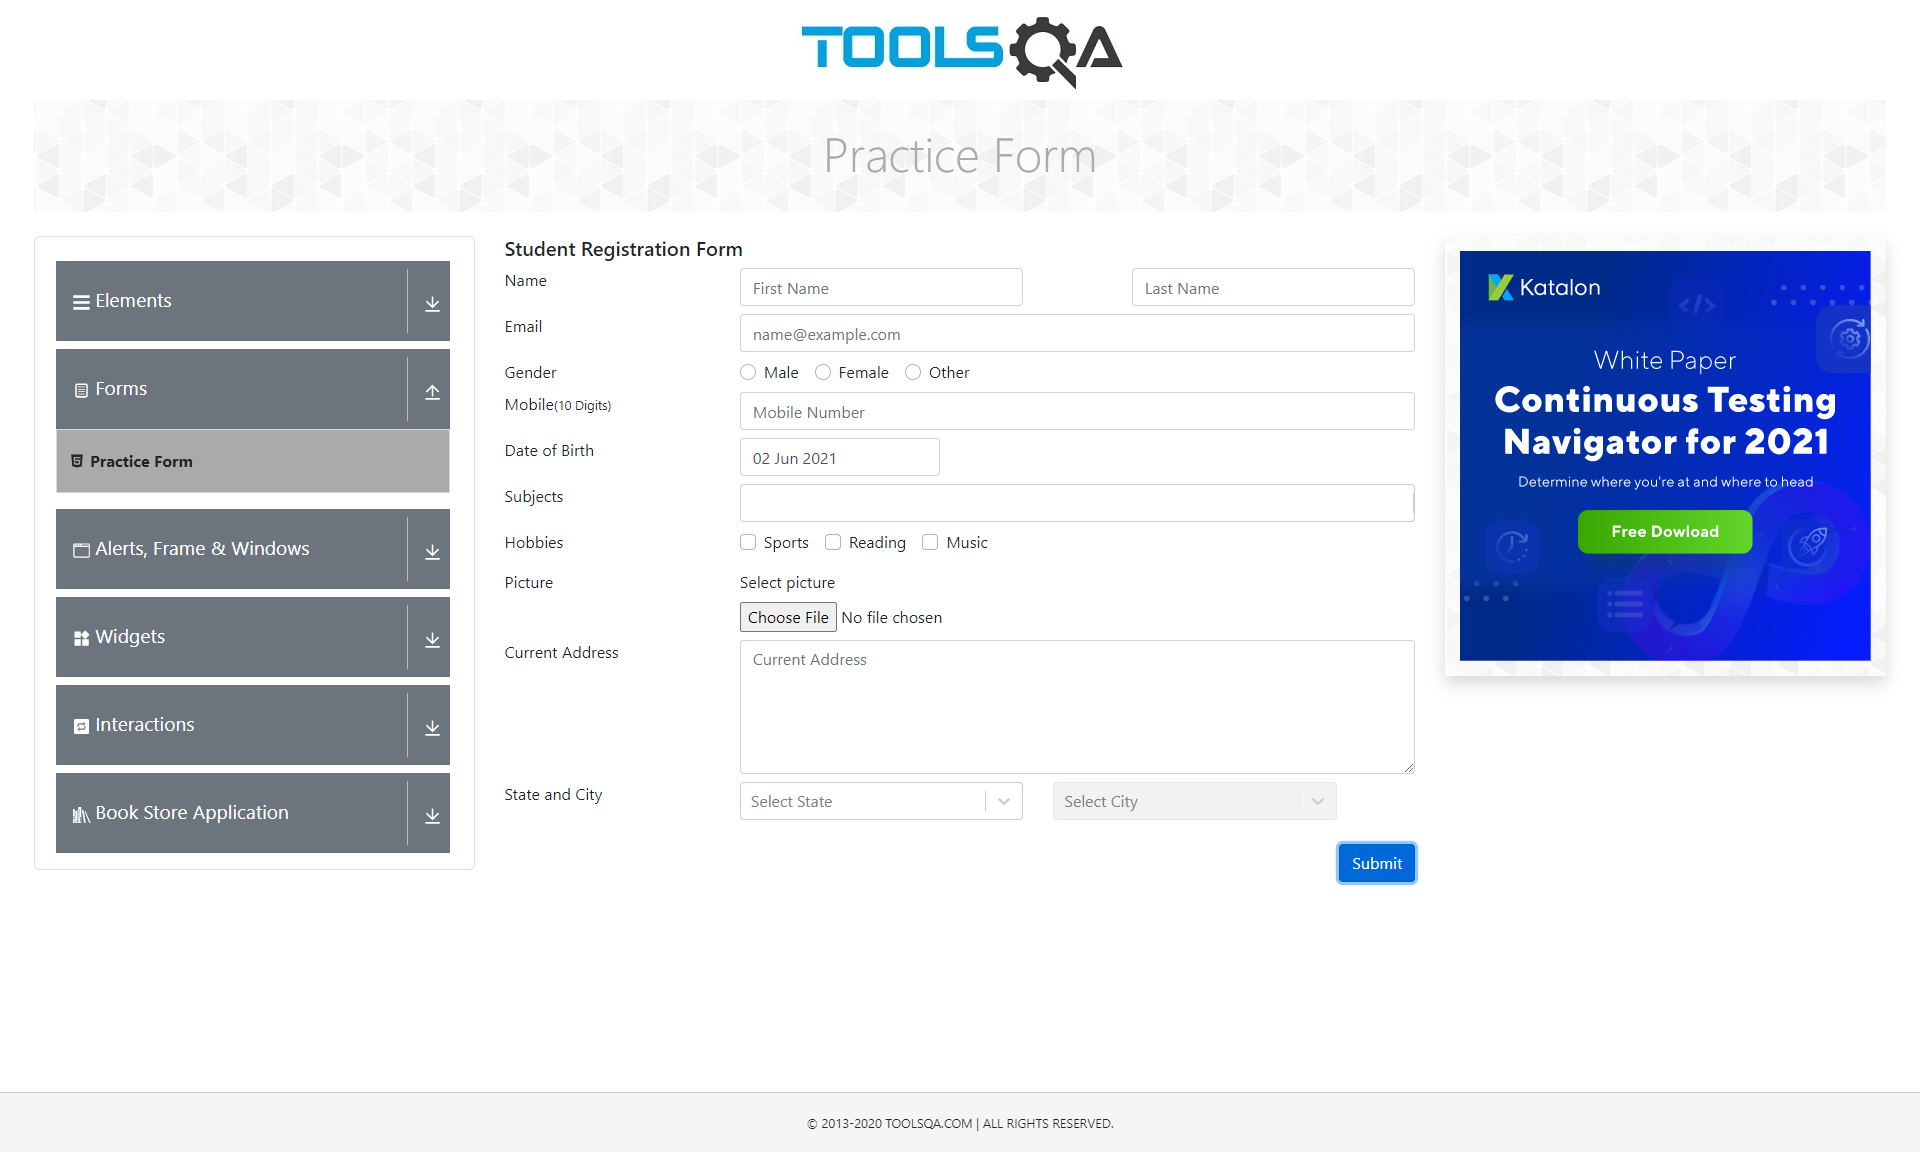 TOOLSQA
Practice Form
Elements
Forms
Practice Form
Alerts, Frame & Windows
Widgets
Interactions
Book Store Application
Student Registration Form
Name
First Name
Last Name
Email
name@example.com
Gender
Male Female Other
Mobile(10 Digits)
Mobile Number
Date of Birth
02 Jun 2021
Subjects
Hobbies
Sports Reading Music
Picture
Select picture
Choose File No file chosen
Current Address
Current Address
State and City
Select State
Select City
Submit
Katalon
White Paper
Continuous Testing
Navigator for 2021
Determine where you're at and where to head
Free Dowload
© 2013-2020 TOOLSQA.COM | ALL RIGHTS RESERVED.